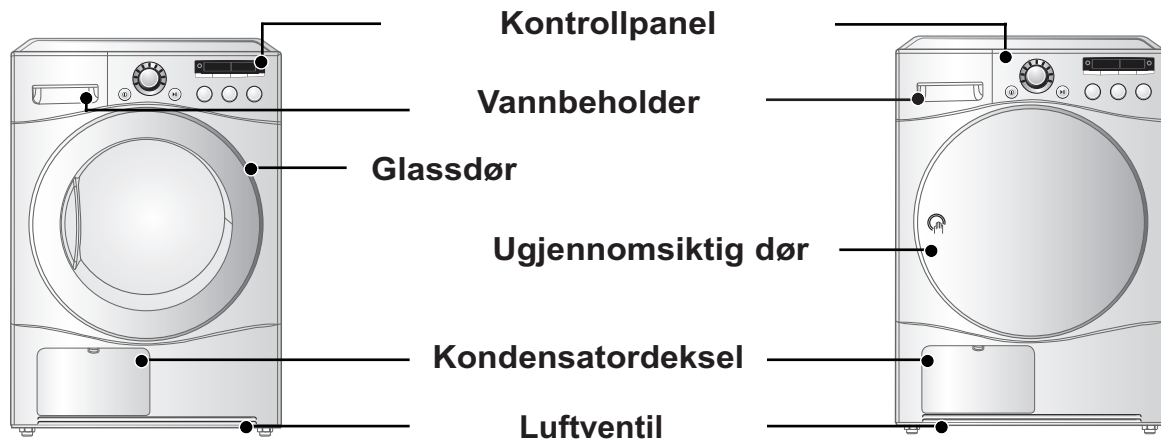 Kontrollpanel
Vannbeholder
Glassdør
Ugjennomsiktig dør
Kondensatordeksel
Luftventil